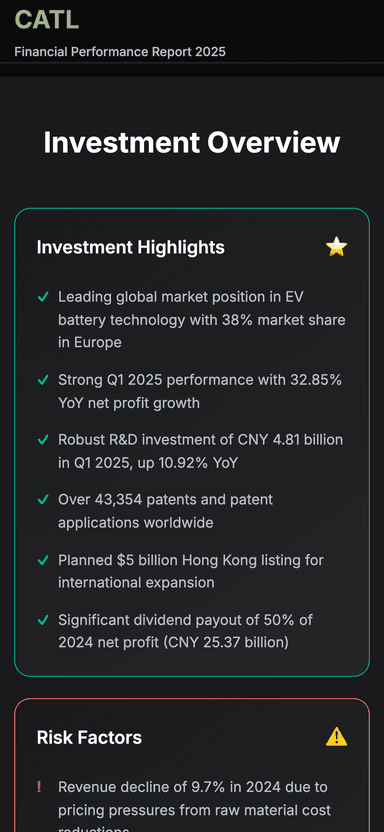 CATL
Financial Performance Report 2025
Investment Overview
Investment Highlights
Leading global market position in EV
battery technology with 38% market share
in Europe
Strong Q1 2025 performance with 32.85%
YoY net profit growth
Robust R&D investment of CNY 4.81 billion
in Q1 2025, up 10.92% YoY
Over 43,354 patents and patent
applications worldwide
Planned $5 billion Hong Kong listing for
international expansion
Significant dividend payout of 50% of
2024 net profit (CNY 25.37 billion)
Risk Factors
! Revenue decline of 9.7% in 2024 due to
pricing pressures from raw material cost
reductions